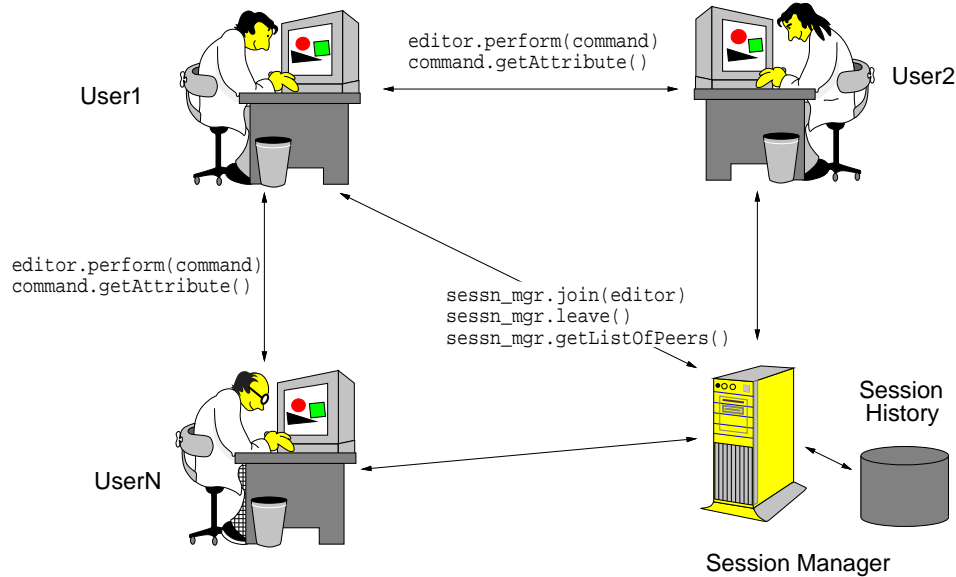 editor.perform(command)
command.getAttribute()
User1
User2
editor.perform(command)
command.getAttribute()
sessn_mgr.join(editor)
sessn_mgr.leave()
sessn_mgr.getListOfPeers()
Session
History
UserN
Session Manager